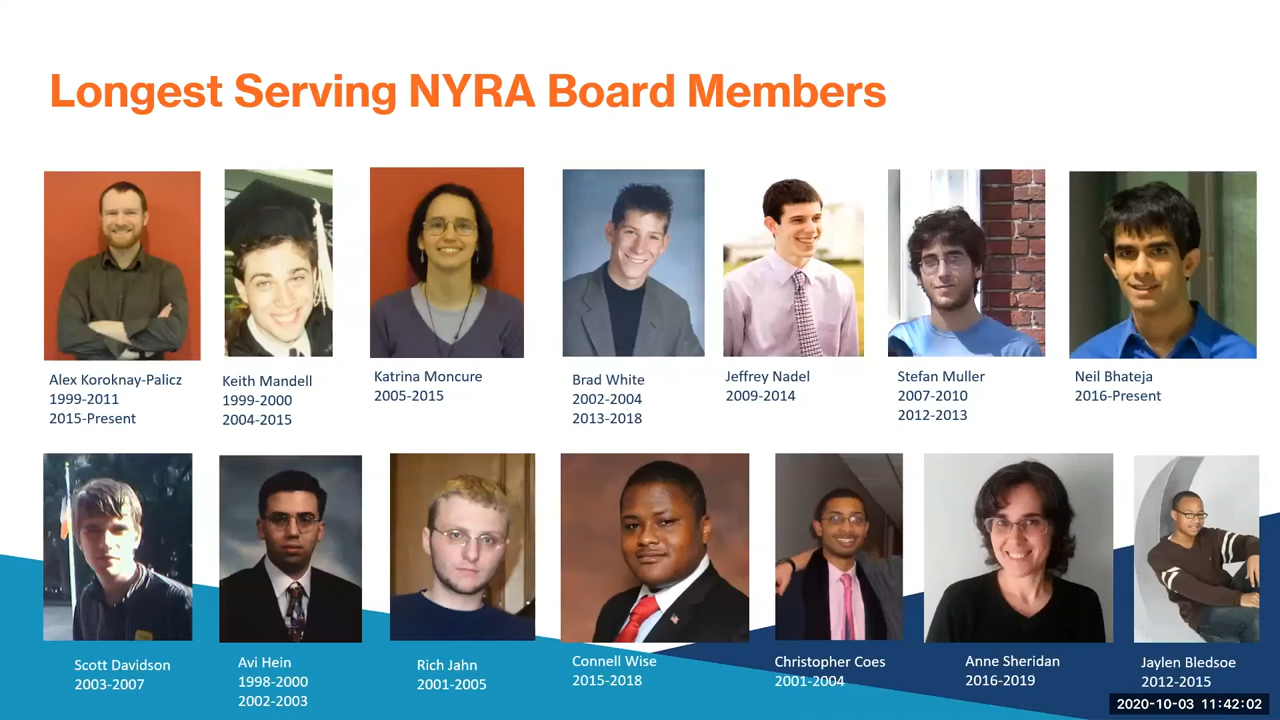 Longest Serving NYRA Board Members
Alex Koroknay-Palicz
1999-2011
2015-Present
Keith Mandell
1999-2000
2004-2015
Katrina Moncure
2005-2015
Brad White
2002-2004
2013-2018
Jeffrey Nadel
2009-2014
Stefan Muller
2007-2010
2012-2013
Neil Bhateja
2016-Present
Scott Davidson
2003-2007
Avi Hein
1998-2000
2002-2003
Rich Jahn
2001-2005
Connell Wise
2015-2018
Christopher Coes
2001-2004
Anne Sheridan
2016-2019
Jaylen Bledsoe
2012-2015
2020-10-03 11:42:02